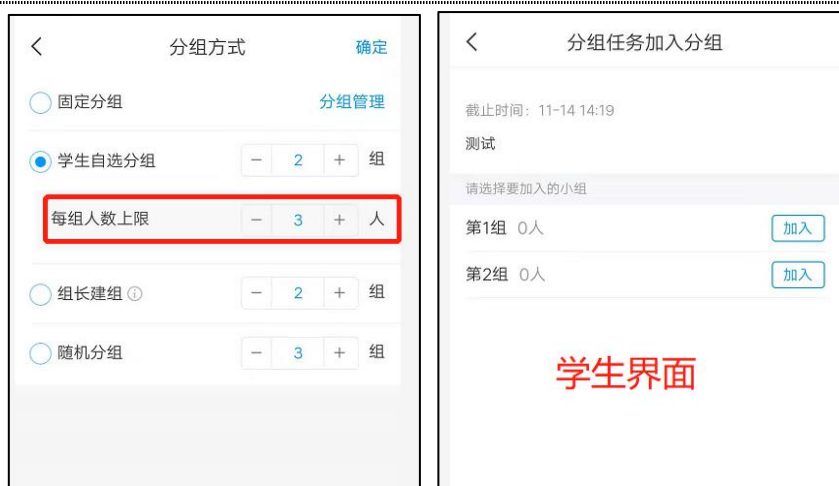 分组方式 确定
固定分组 分组管理
学生自选分组 － 2 + 组
每组人数上限 － 3 + 人
组长建组 － 2 + 组
随机分组 － 3 + 组
分组任务加入分组
截止时间：11-14 14:19
测试
请选择要加入的小组
第1组 0人 加入
第2组 0人 加入
学生界面